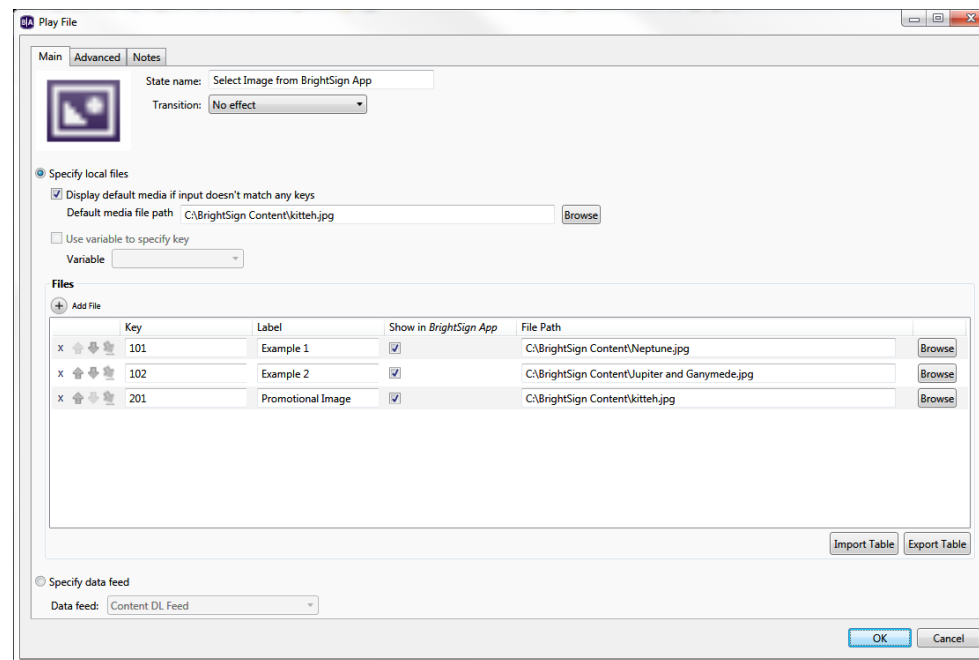 B|A Play File
Main Advanced Notes
State name: Select Image from BrightSign App
Transition: No effect
Specify local files
Display default media if input doesn't match any keys
Default media file path C:\BrightSign Content\kitteh.jpg Browse
Use variable to specify key
Variable
Files
+ Add File
Key Label Show in BrightSign App File Path
x 101 Example 1 C:\BrightSign Content\Neptune.jpg Browse
x 102 Example 2 C:\BrightSign Content\Jupiter and Ganymede.jpg Browse
x 201 Promotional Image C:\BrightSign Content\kitteh.jpg Browse
Import Table Export Table
Specify data feed
Data feed: Content DL Feed
OK Cancel